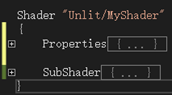 Shader "Unlit/MyShader"
{
Properties { ... }
SubShader { ... }
}